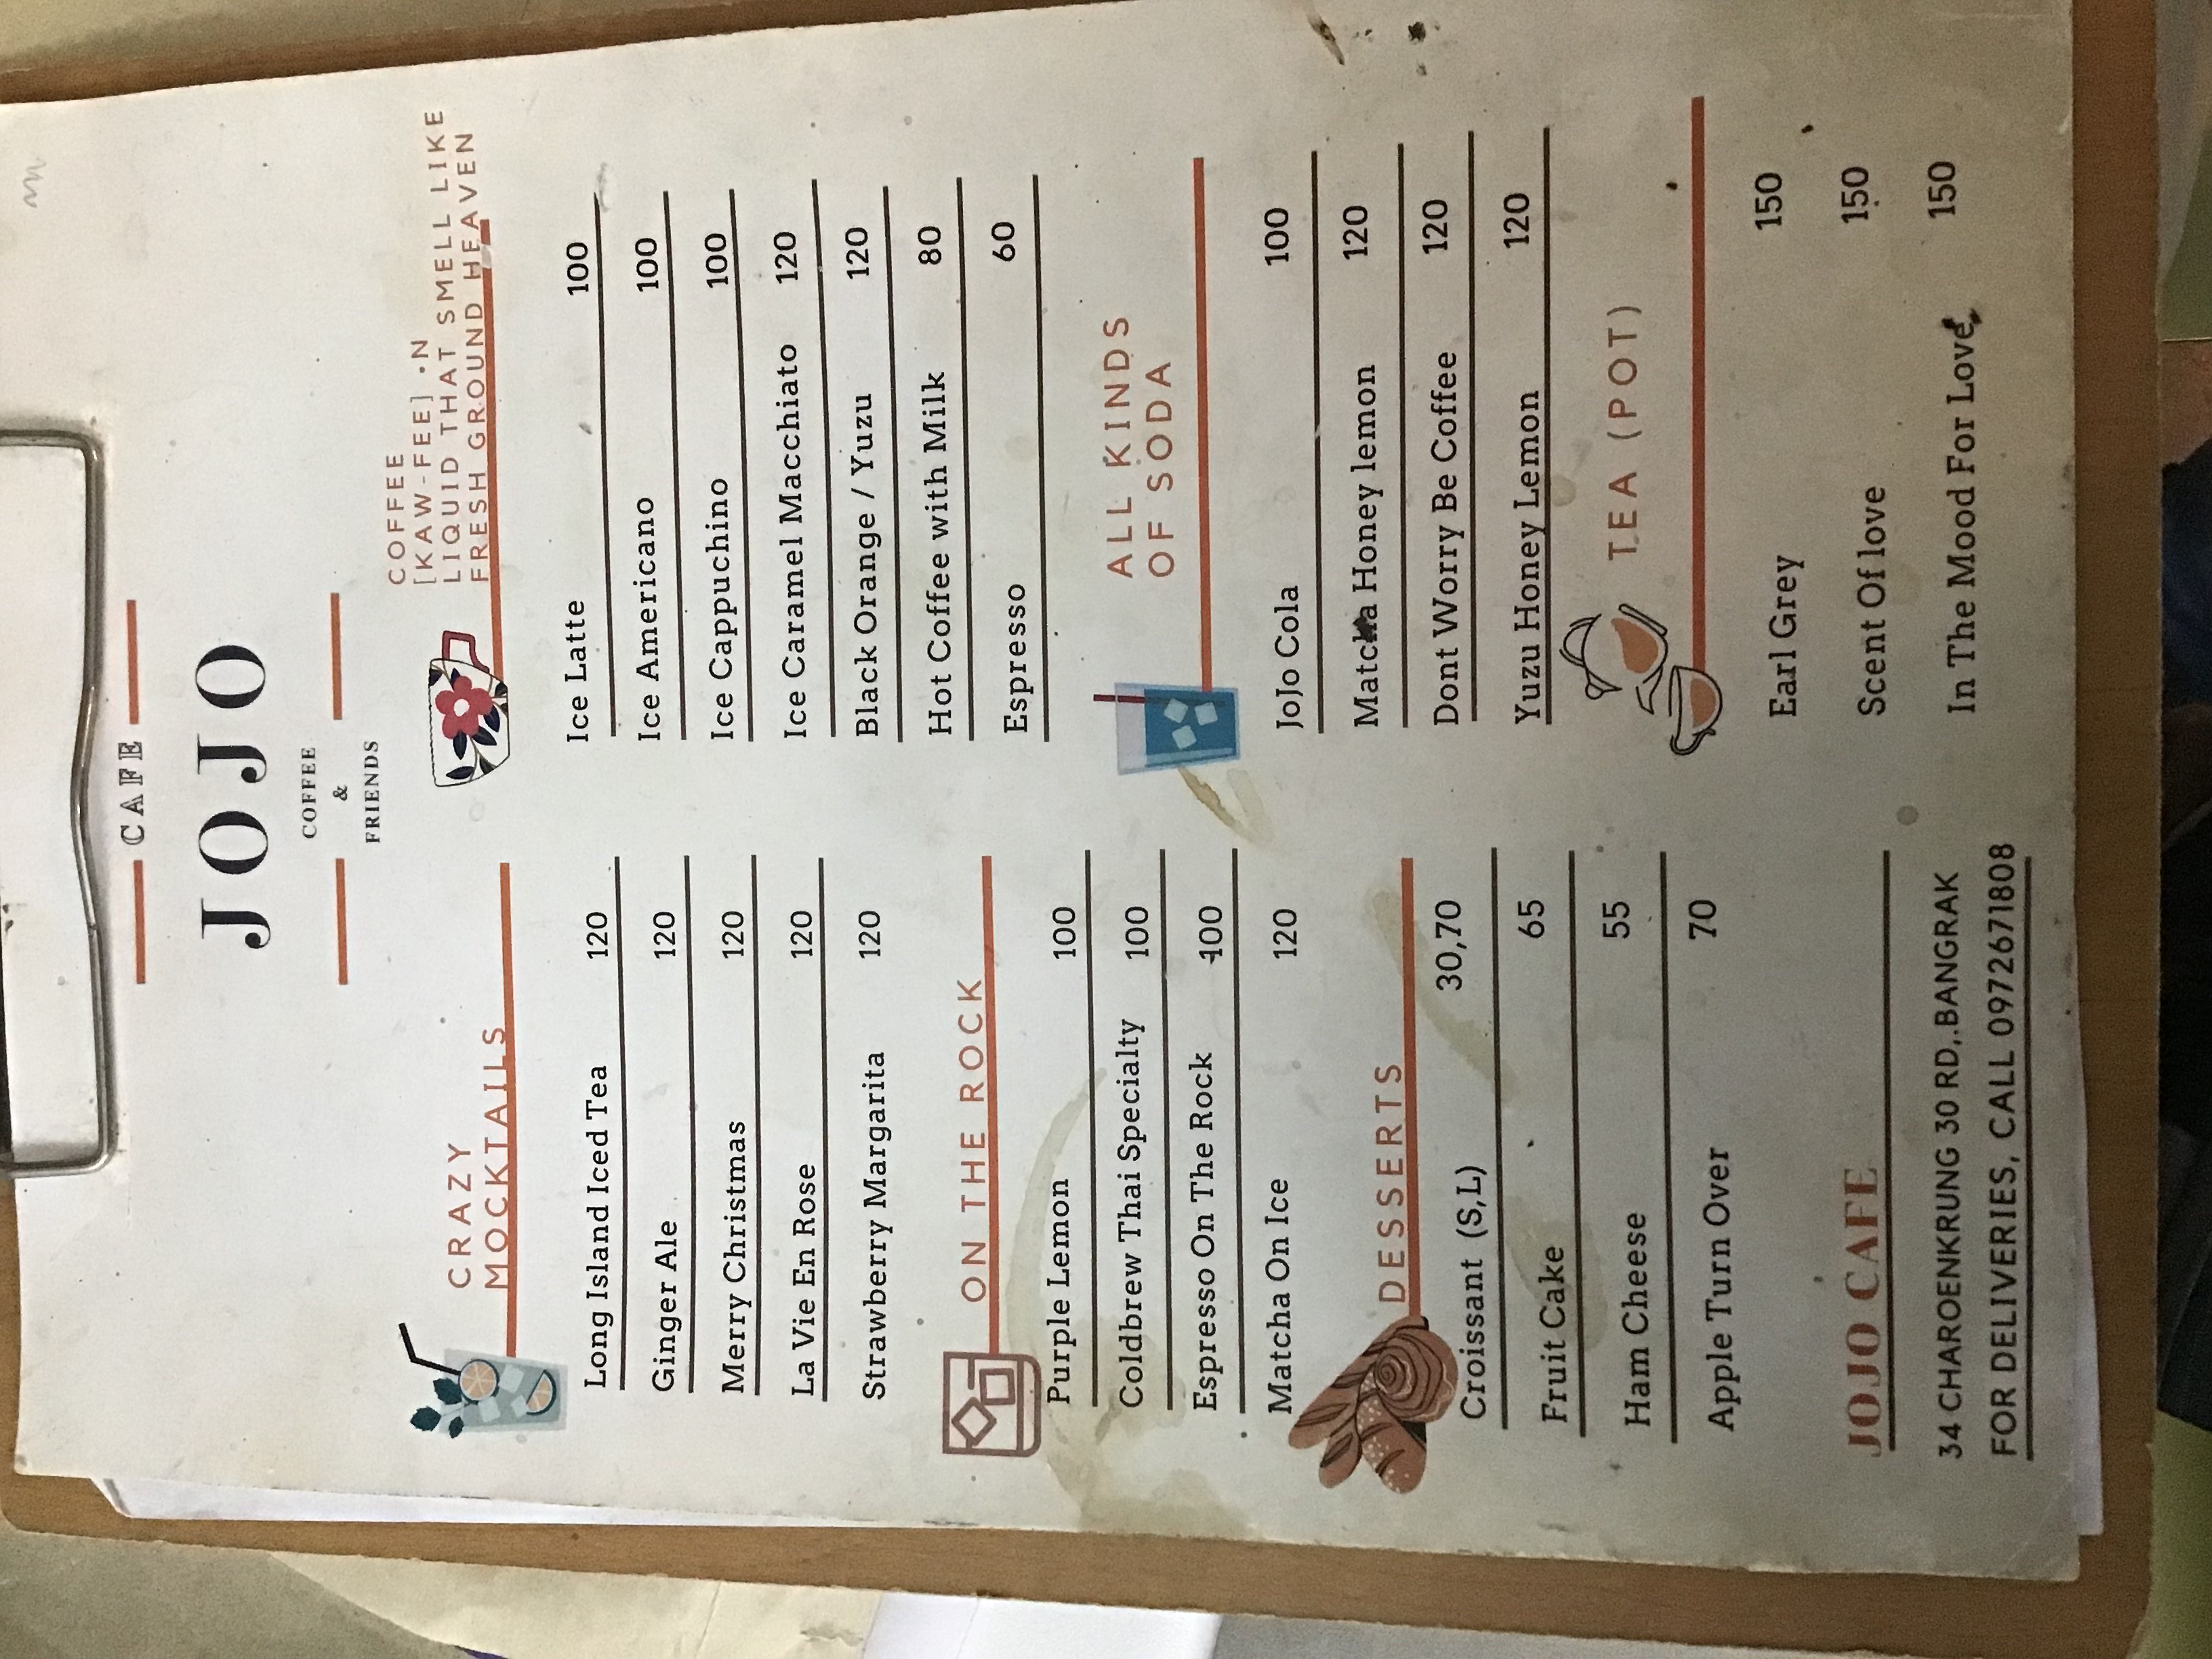 CAFE
JOJO
COFFEE
&
FRIENDS
CRAZY
MOCKTAILS
Long Island Iced Tea 120
Ginger Ale 120
Merry Christmas 120
La Vie En Rose 120
Strawberry Margarita 120
ON THE ROCK
Purple Lemon 100
Coldbrew Thai Specialty 100
Espresso On The Rock 100
Matcha On Ice 120
DESSERTS
Croissant (S,L) 30,70
Fruit Cake 65
Ham Cheese 55
Apple Turn Over 70
JOJO CAFE
34 CHAROENKRUNG 30 RD,.BANGRAK
FOR DELIVERIES, CALL 0972671808
COFFEE
[KAW-FEE] •N
LIQUID THAT SMELL LIKE
FRESH GROUND HEAVEN
Ice Latte 100
Ice Americano 100
Ice Cappuchino 100
Ice Caramel Macchiato 120
Black Orange / Yuzu 120
Hot Coffee with Milk 80
Espresso 60
ALL KINDS
OF SODA
JoJo Cola 100
Matcha Honey lemon 120
Dont Worry Be Coffee 120
Yuzu Honey Lemon 120
TEA (POT)
Earl Grey 150
Scent Of love 150
In The Mood For Love 150